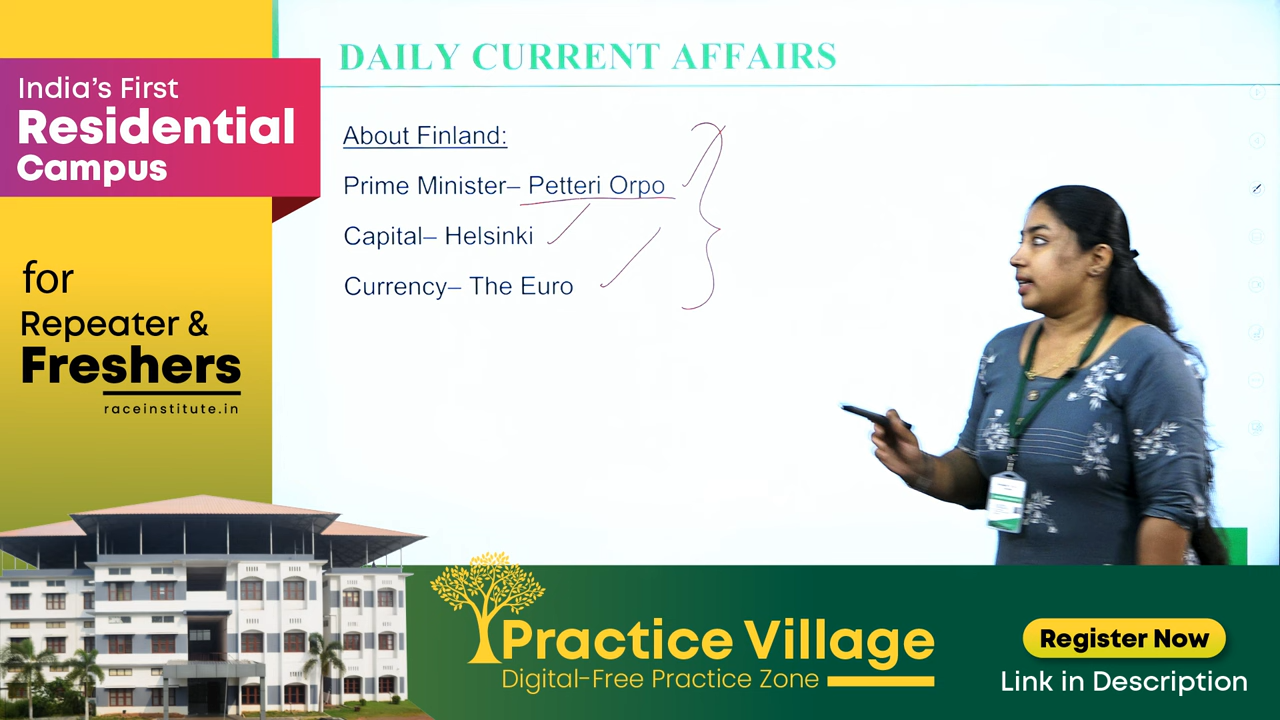 DAILY CURRENT AFFAIRS
India's First
Residential
Campus
for
Repeater &
Freshers
raceinstitute.in
About Finland:
Prime Minister– Petteri Orpo
Capital– Helsinki
Currency– The Euro
Practice Village
Digital-Free Practice Zone
Register Now
Link in Description